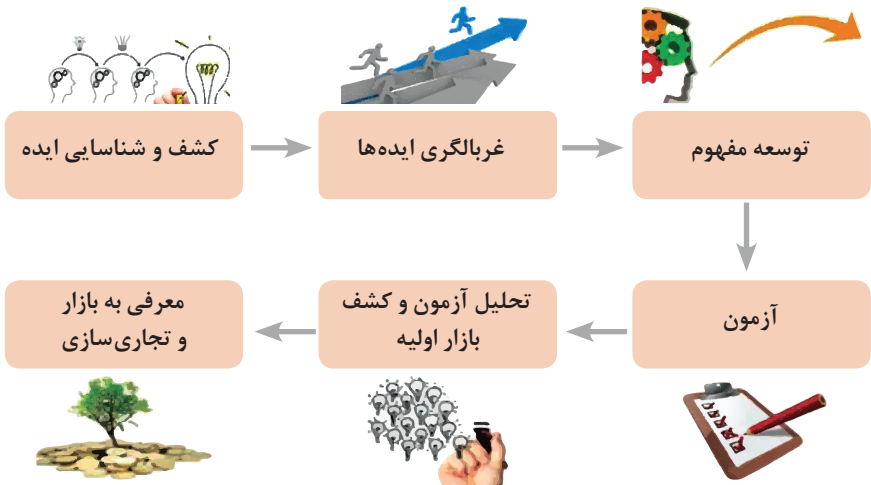 کشف و شناسایی ایده
غربالگری ایده‌ها
توسعه مفهوم
آزمون
تحلیل آزمون و کشف
بازار اولیه
معرفی به بازار
و تجاری‌سازی